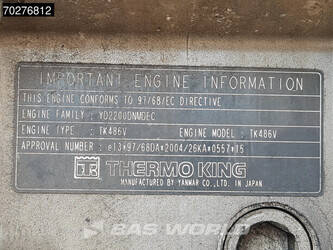 70276812
IMPORTANT ENGINE INFORMATION
THIS ENGINE CONFORMS TO 97/68/EC DIRECTIVE
ENGINE FAMILY : YD2200DNMDEC
ENGINE TYPE : TK486V ENGINE MODEL : TK486V
APPROVAL NUMBER : e13*97/68DA*2004/26KA*0557*15
THERMO KING
MANUFACTURED BY YANMAR CO.,LTD. IN JAPAN
BAS WORLD